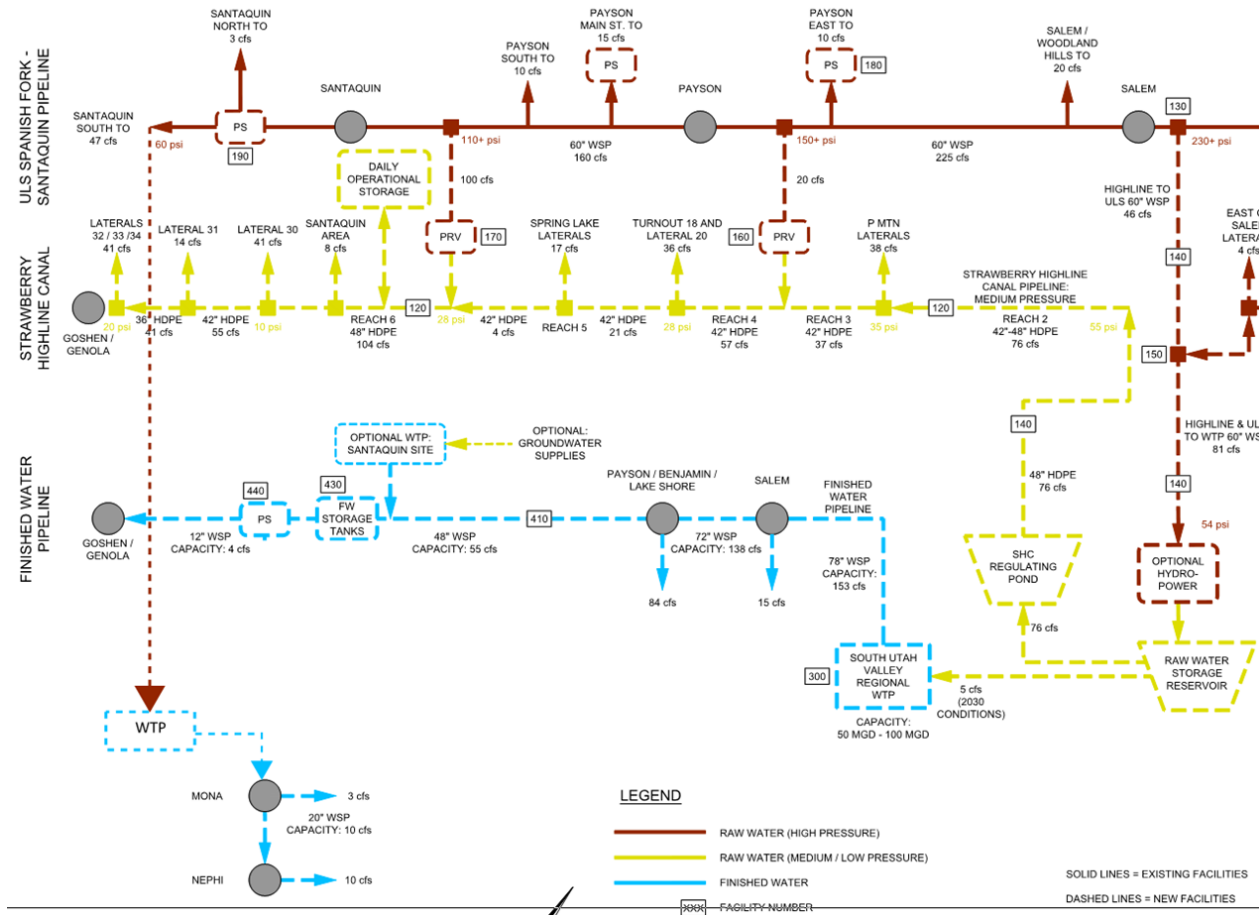 ULS SPANISH FORK -
SANTAQUIN PIPELINE
SANTAQUIN
NORTH TO
3 cfs
SANTAQUIN
SOUTH TO
47 cfs
60 psi
PS
190
SANTAQUIN
110+ psi
PAYSON
SOUTH TO
10 cfs
PAYSON
MAIN ST. TO
15 cfs
PS
60" WSP
160 cfs
PAYSON
150+ psi
PAYSON
EAST TO
10 cfs
PS
180
60" WSP
225 cfs
SALEM /
WOODLAND
HILLS TO
20 cfs
SALEM
130
230+ psi
DAILY
OPERATIONAL
STORAGE
100 cfs
PRV
170
20 cfs
160
PRV
HIGHLINE TO
ULS 60" WSP
46 cfs
140
STRAWBERRY
HIGHLINE CANAL
LATERALS
32 / 33 /34
41 cfs
LATERAL 31
14 cfs
LATERAL 30
41 cfs
SANTAQUIN
AREA
8 cfs
SPRING LAKE
LATERALS
17 cfs
TURNOUT 18 AND
LATERAL 20
36 cfs
P MTN
LATERALS
38 cfs
STRAWBERRY HIGHLINE
CANAL PIPELINE:
MEDIUM PRESSURE
SALE
LATERA
4 cfs
GOSHEN /
GENOLA
20 psi
36" HDPE
41 cfs
42" HDPE
55 cfs
10 psi
REACH 6
48" HDPE
104 cfs
120
28 psi
42" HDPE
4 cfs
REACH 5
42" HDPE
21 cfs
28 psi
REACH 4
42" HDPE
57 cfs
REACH 3
42" HDPE
37 cfs
35 psi
120
REACH 2
42"-48" HDPE
76 cfs
55 psi
150
140
48" HDPE
76 cfs
HIGHLINE & UL
TO WTP 60" WS
81 cfs
140
54 psi
FINISHED WATER
PIPELINE
OPTIONAL WTP:
SANTAQUIN SITE
OPTIONAL:
GROUNDWATER
SUPPLIES
GOSHEN /
GENOLA
12" WSP
CAPACITY: 4 cfs
440
PS
430
FW
STORAGE
TANKS
48" WSP
CAPACITY: 55 cfs
410
PAYSON / BENJAMIN /
LAKE SHORE
84 cfs
72" WSP
CAPACITY: 138 cfs
SALEM
15 cfs
FINISHED
WATER
PIPELINE
78" WSP
CAPACITY:
153 cfs
SHC
REGULATING
POND
76 cfs
OPTIONAL
HYDRO-
POWER
300
SOUTH UTAH
VALLEY
REGIONAL
WTP
CAPACITY:
50 MGD - 100 MGD
5 cfs
(2030
CONDITIONS)
RAW WATER
STORAGE
RESERVOIR
WTP
MONA
3 cfs
20" WSP
CAPACITY: 10 cfs
NEPHI
10 cfs
LEGEND
RAW WATER (HIGH PRESSURE)
RAW WATER (MEDIUM / LOW PRESSURE)
FINISHED WATER
XXX FACILITY NUMBER
SOLID LINES = EXISTING FACILITIES
DASHED LINES = NEW FACILITIES